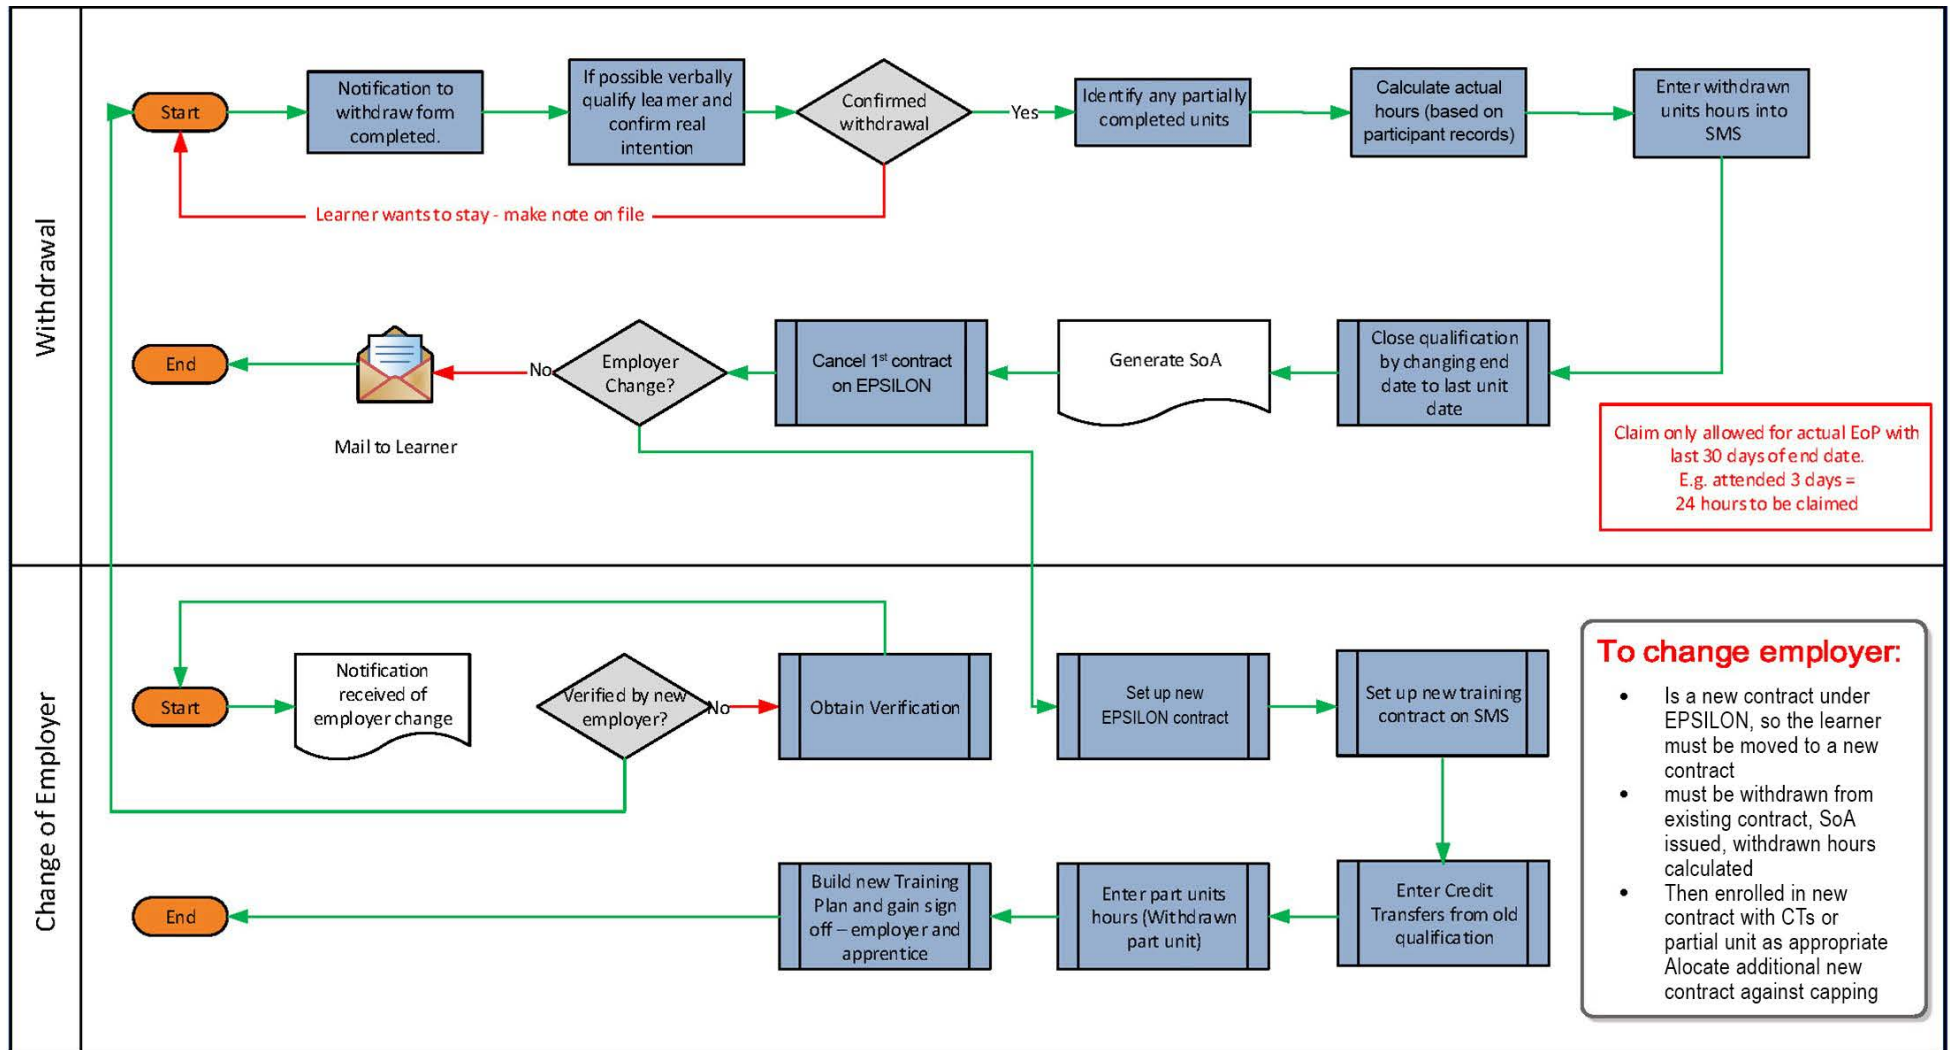 Withdrawal
Start
Notification to
withdraw form
completed.
If possible verbally
qualify learner and
confirm real
intention
Confirmed
withdrawal
Yes
Identify any partially
completed units
Calculate actual
hours (based on
participant records)
Enter withdrawn
units hours into
SMS
Learner wants to stay - make note on file
End
Mail to Learner
No
Employer
Change?
Cancel 1st contract
on EPSILON
Generate SoA
Close qualification
by changing end
date to last unit
date
Claim only allowed for actual EoP with
last 30 days of end date.
E.g. attended 3 days =
24 hours to be claimed
Change of Employer
Start
Notification
received of
employer change
Verified by new
employer?
No
Obtain Verification
Set up new
EPSILON contract
Set up new training
contract on SMS
End
Build new Training
Plan and gain sign
off – employer and
apprentice
Enter part units
hours (Withdrawn
part unit)
Enter Credit
Transfers from old
qualification
To change employer:
• Is a new contract under
EPSILON, so the learner
must be moved to a new
contract
• must be withdrawn from
existing contract, SoA
issued, withdrawn hours
calculated
• Then enrolled in new
contract with CTs or
partial unit as appropriate
Alocate additional new
contract against capping